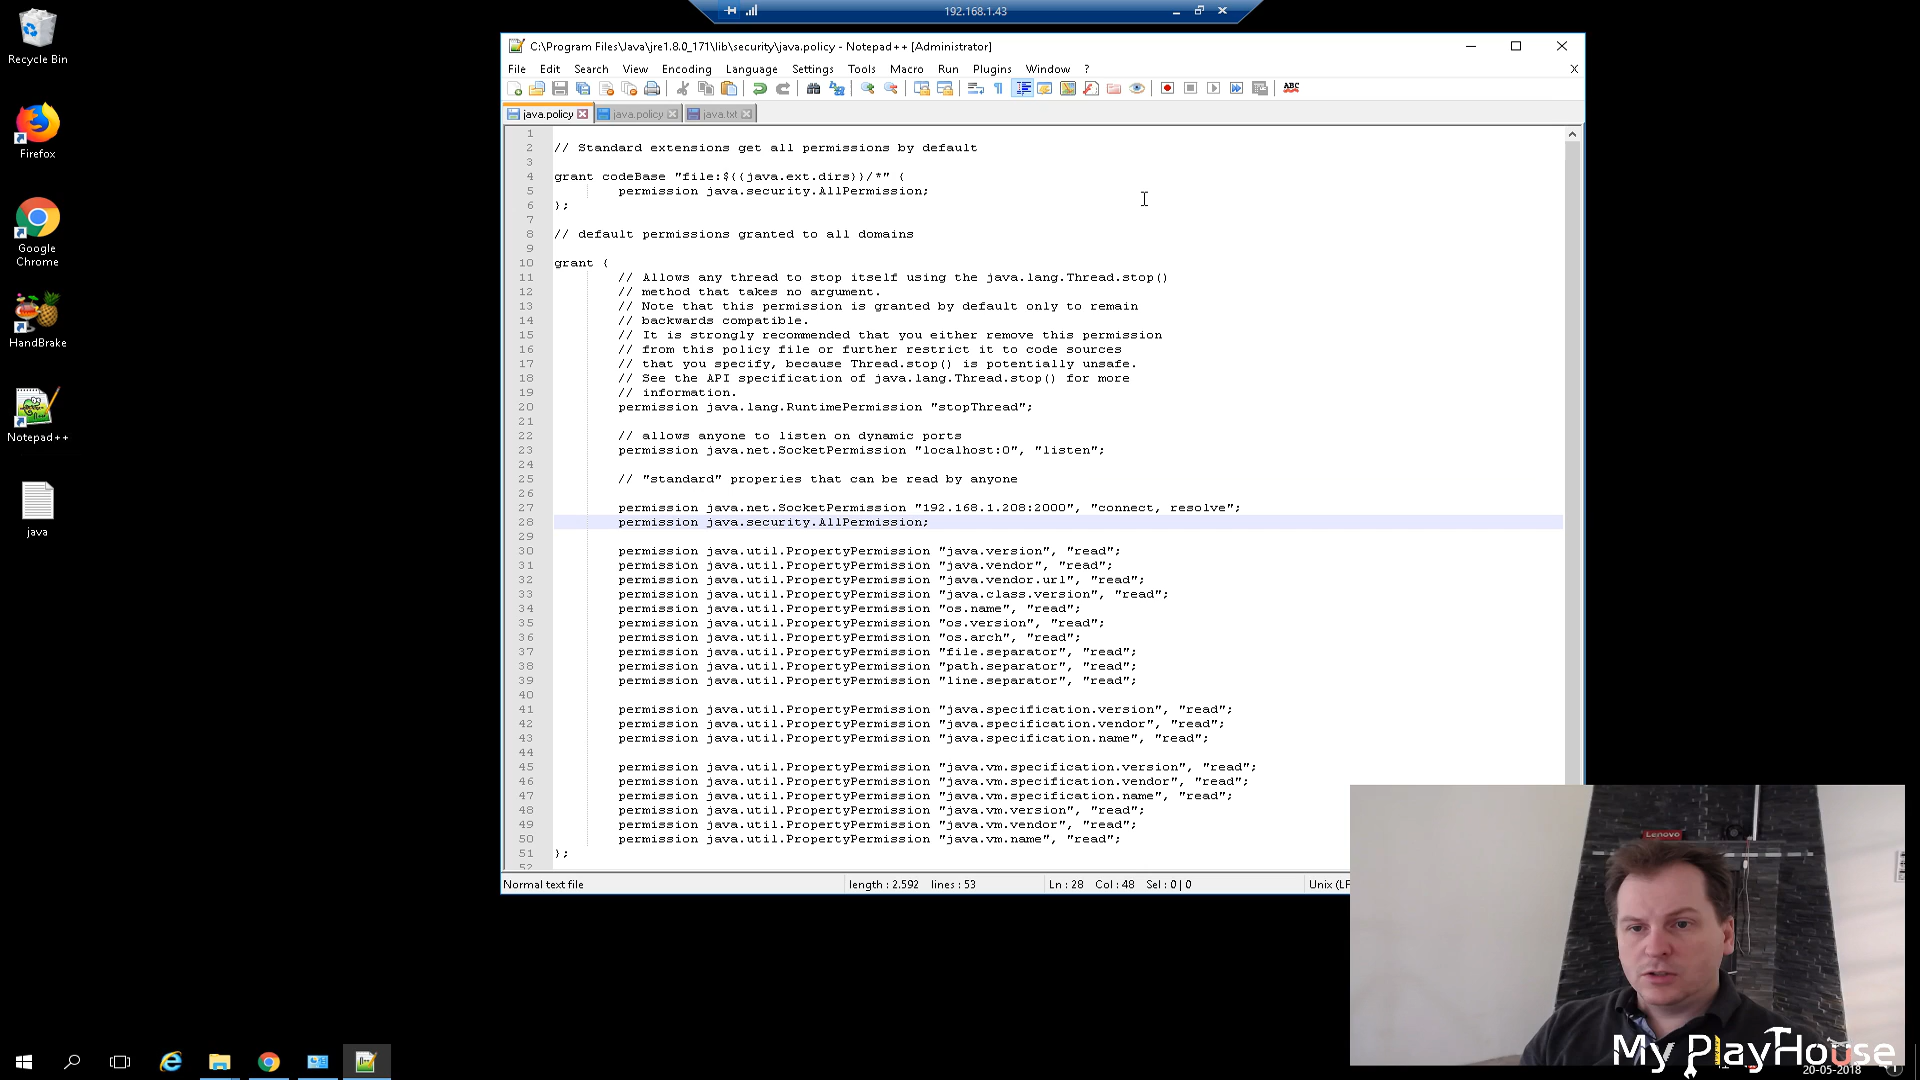 192.168.1.43
Recycle Bin
Firefox
Google
Chrome
HandBrake
Notepad++
java
C:\Program Files\Java\jre1.8.0_171\lib\security\java.policy - Notepad++ [Administrator]
File Edit Search View Encoding Language Settings Tools Macro Run Plugins Window ? X
ABC
java.policy java.policy java.txt
1
2 // Standard extensions get all permissions by default
3
4 grant codeBase "file:${{java.ext.dirs}}/*" {
5 permission java.security.AllPermission;
6 };
7
8 // default permissions granted to all domains
9
10 grant {
11 // Allows any thread to stop itself using the java.lang.Thread.stop()
12 // method that takes no argument.
13 // Note that this permission is granted by default only to remain
14 // backwards compatible.
15 // It is strongly recommended that you either remove this permission
16 // from this policy file or further restrict it to code sources
17 // that you specify, because Thread.stop() is potentially unsafe.
18 // See the API specification of java.lang.Thread.stop() for more
19 // information.
20 permission java.lang.RuntimePermission "stopThread";
21
22 // allows anyone to listen on dynamic ports
23 permission java.net.SocketPermission "localhost:0", "listen";
24
25 // "standard" properies that can be read by anyone
26
27 permission java.net.SocketPermission "192.168.1.208:2000", "connect, resolve";
28 permission java.security.AllPermission;
29
30 permission java.util.PropertyPermission "java.version", "read";
31 permission java.util.PropertyPermission "java.vendor", "read";
32 permission java.util.PropertyPermission "java.vendor.url", "read";
33 permission java.util.PropertyPermission "java.class.version", "read";
34 permission java.util.PropertyPermission "os.name", "read";
35 permission java.util.PropertyPermission "os.version", "read";
36 permission java.util.PropertyPermission "os.arch", "read";
37 permission java.util.PropertyPermission "file.separator", "read";
38 permission java.util.PropertyPermission "path.separator", "read";
39 permission java.util.PropertyPermission "line.separator", "read";
40
41 permission java.util.PropertyPermission "java.specification.version", "read";
42 permission java.util.PropertyPermission "java.specification.vendor", "read";
43 permission java.util.PropertyPermission "java.specification.name", "read";
44
45 permission java.util.PropertyPermission "java.vm.specification.version", "read";
46 permission java.util.PropertyPermission "java.vm.specification.vendor", "read";
47 permission java.util.PropertyPermission "java.vm.specification.name", "read";
48 permission java.util.PropertyPermission "java.vm.version", "read";
49 permission java.util.PropertyPermission "java.vm.vendor", "read";
50 permission java.util.PropertyPermission "java.vm.name", "read";
51 };
52
Normal text file length : 2.592 lines : 53 Ln : 28 Col : 48 Sel : 0 | 0 Unix (LF
Lenovo
My PlayHouse
20-05-2018